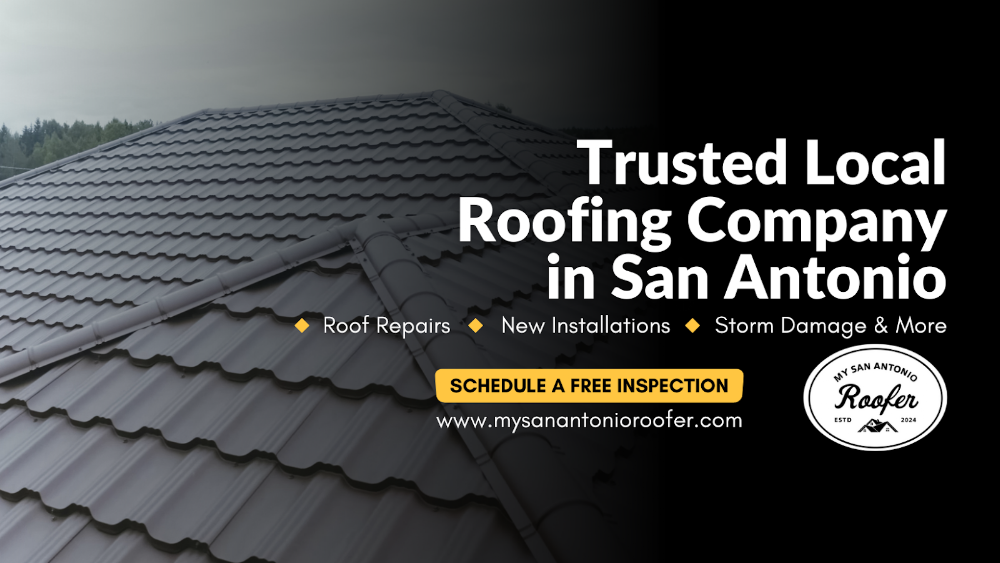 Trusted Local
Roofing Company
in San Antonio
Roof Repairs New Installations Storm Damage & More
SCHEDULE A FREE INSPECTION
www.mysanantonioroofer.com
MY SAN ANTONIO
Roofer
ESTD 2024